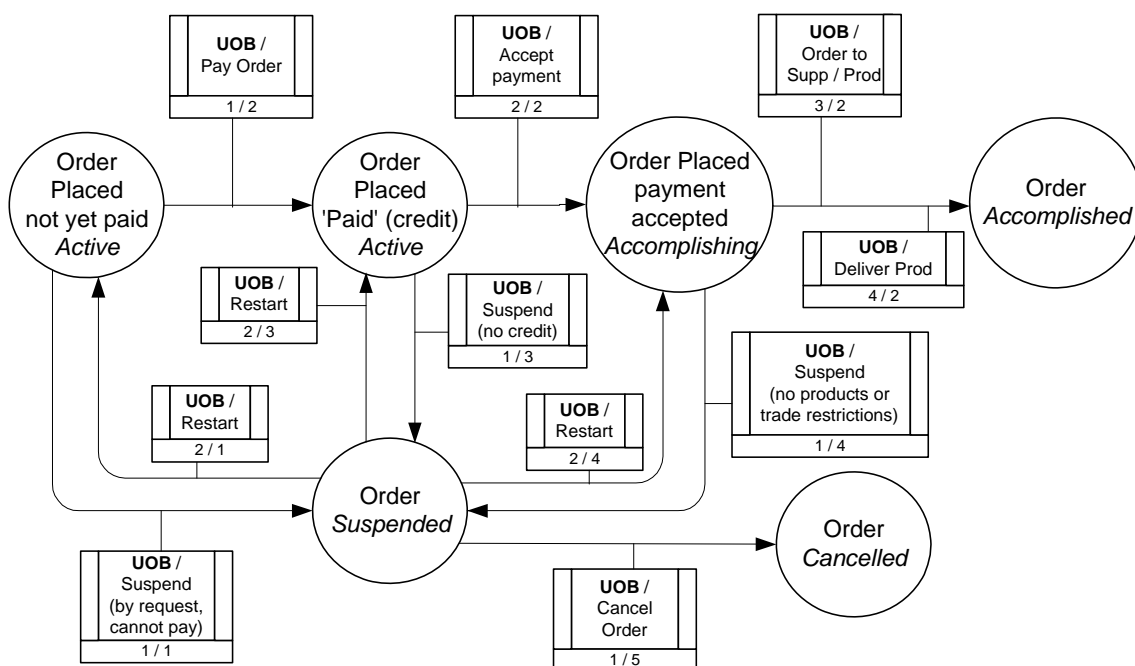 UOB /
Pay Order
1 / 2
UOB /
Accept
payment
2 / 2
UOB /
Order to
Supp / Prod
3 / 2
Order
Placed
not yet paid
Active
Order
Placed
'Paid' (credit)
Active
Order Placed
payment
accepted
Accomplishing
Order
Accomplished
UOB /
Deliver Prod
4 / 2
UOB /
Restart
2 / 3
UOB /
Suspend
(no credit)
1 / 3
UOB /
Suspend
(no products or
trade restrictions)
1 / 4
UOB /
Restart
2 / 1
UOB /
Restart
2 / 4
Order
Suspended
Order
Cancelled
UOB /
Suspend
(by request,
cannot pay)
1 / 1
UOB /
Cancel
Order
1 / 5